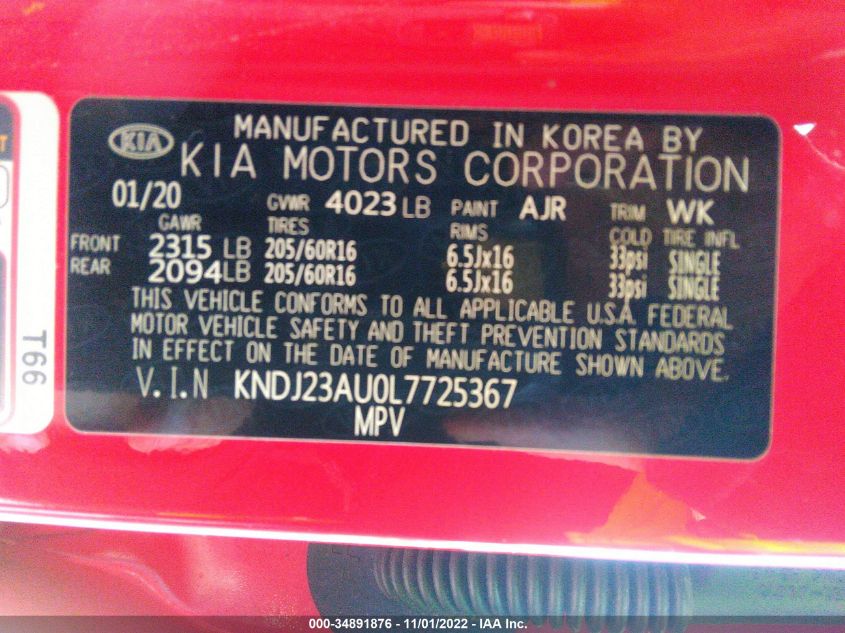 KIA
MANUFACTURED IN KOREA BY
KIA MOTORS CORPORATION
01/20 GVWR 4023 LB PAINT AJR TRIM WK
GAWR TIRES RIMS COLD TIRE INFL
FRONT 2315 LB 205/60R16 6.5Jx16 33psi SINGLE
REAR 2094 LB 205/60R16 6.5Jx16 33psi SINGLE
THIS VEHICLE CONFORMS TO ALL APPLICABLE U.S.A. FEDERAL
MOTOR VEHICLE SAFETY AND THEFT PREVENTION STANDARDS
IN EFFECT ON THE DATE OF MANUFACTURE SHOWN ABOVE.
V.I.N KNDJ23AU0L7725367
MPV
T66
000-34891876 - 11/01/2022 - IAA Inc.